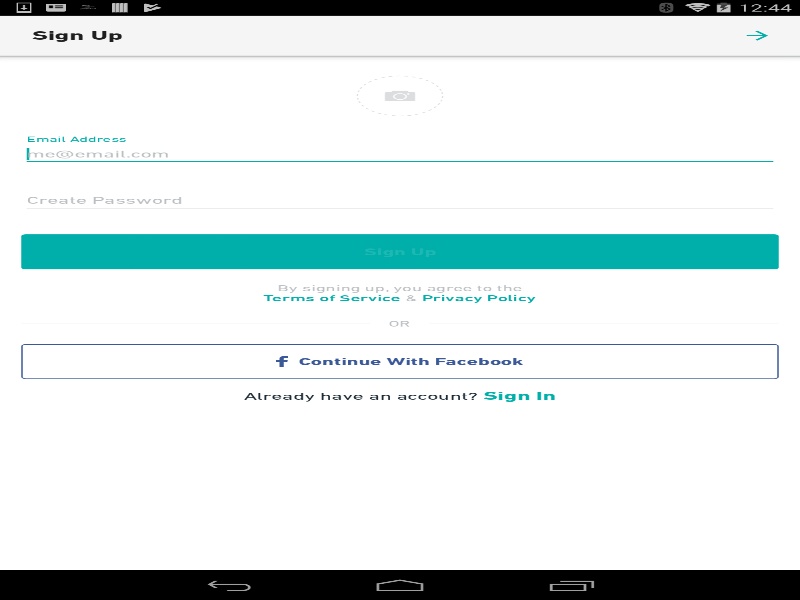 12:44
Sign Up
Email Address
me@email.com
Create Password
Sign Up
By signing up, you agree to the
Terms of Service & Privacy Policy
OR
f Continue With Facebook
Already have an account? Sign In